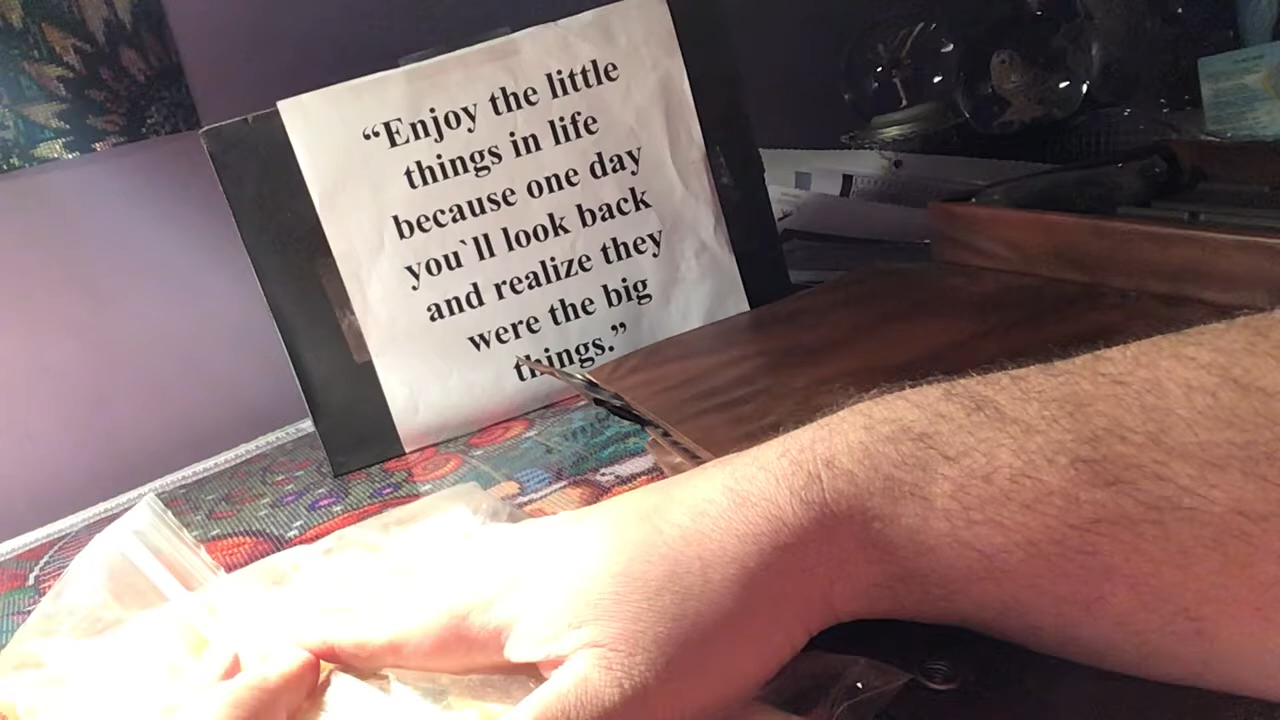 “Enjoy the little
things in life
because one day
you`ll look back
and realize they
were the big
things.”